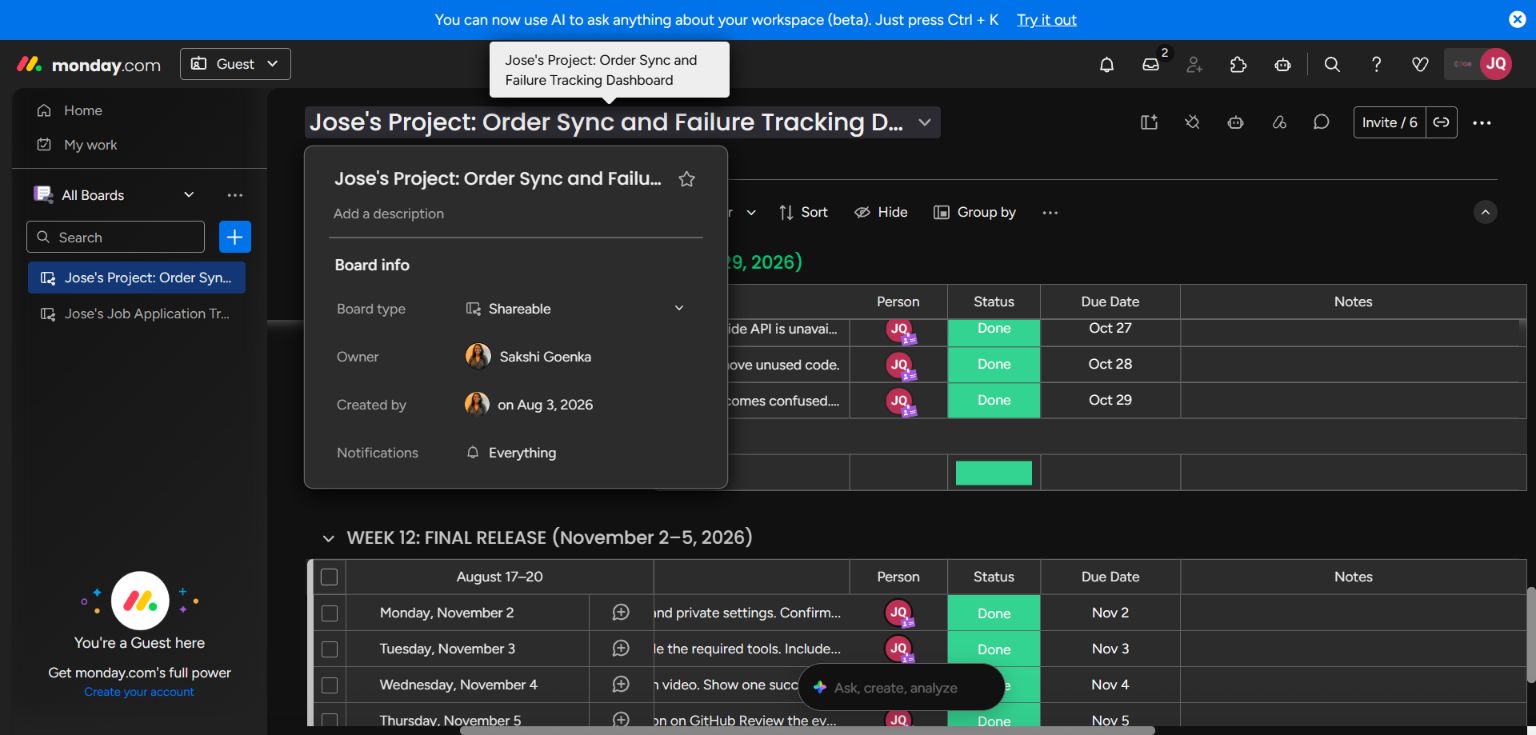 You can now use AI to ask anything about your workspace (beta). Just press Ctrl + K Try it out
monday.com
Guest
Jose's Project: Order Sync and
Failure Tracking Dashboard
2
JQ
Home
My work
All Boards
Search
Jose's Project: Order Syn...
Jose's Job Application Tr...
You're a Guest here
Get monday.com's full power
Create your account
Jose's Project: Order Sync and Failure Tracking D...
Invite / 6
Jose's Project: Order Sync and Failu...
Add a description
Board info
Board type Shareable
Owner Sakshi Goenka
Created by on Aug 3, 2026
Notifications Everything
r Sort Hide Group by
29, 2026)
Person Status Due Date Notes
ide API is unavai... JQ Done Oct 27
ove unused code. JQ Done Oct 28
comes confused.... JQ Done Oct 29
WEEK 12: FINAL RELEASE (November 2–5, 2026)
August 17–20 Person Status Due Date Notes
Monday, November 2 and private settings. Confirm... JQ Done Nov 2
Tuesday, November 3 le the required tools. Include... JQ Done Nov 3
Wednesday, November 4 n video. Show one succ e Nov 4
Thursday, November 5 on on GitHub Review the ev... JQ Done Nov 5
Ask, create, analyze